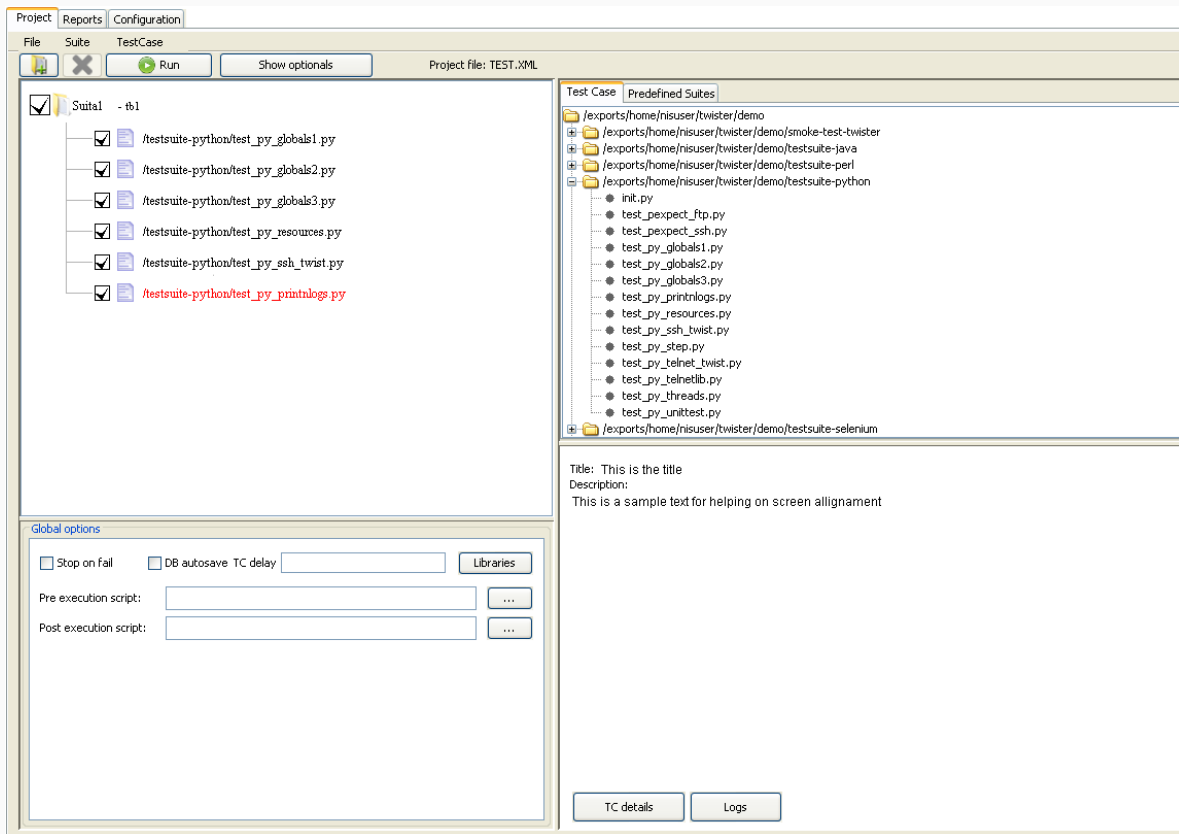 Project Reports Configuration
File Suite TestCase
Run Show optionals Project file: TEST.XML
Suita1 - tb1
/testsuite-python/test_py_globals1.py
/testsuite-python/test_py_globals2.py
/testsuite-python/test_py_globals3.py
/testsuite-python/test_py_resources.py
/testsuite-python/test_py_ssh_twist.py
/testsuite-python/test_py_printnlogs.py
Test Case Predefined Suites
/exports/home/nisuser/twister/demo
/exports/home/nisuser/twister/demo/smoke-test-twister
/exports/home/nisuser/twister/demo/testsuite-java
/exports/home/nisuser/twister/demo/testsuite-perl
/exports/home/nisuser/twister/demo/testsuite-python
init.py
test_pexpect_ftp.py
test_pexpect_ssh.py
test_py_globals1.py
test_py_globals2.py
test_py_globals3.py
test_py_printnlogs.py
test_py_resources.py
test_py_ssh_twist.py
test_py_step.py
test_py_telnet_twist.py
test_py_telnetlib.py
test_py_threads.py
test_py_unittest.py
/exports/home/nisuser/twister/demo/testsuite-selenium
Global options
Stop on fail DB autosave TC delay Libraries
Pre execution script: ...
Post execution script: ...
Title: This is the title
Description:
This is a sample text for helping on screen allignament
TC details Logs